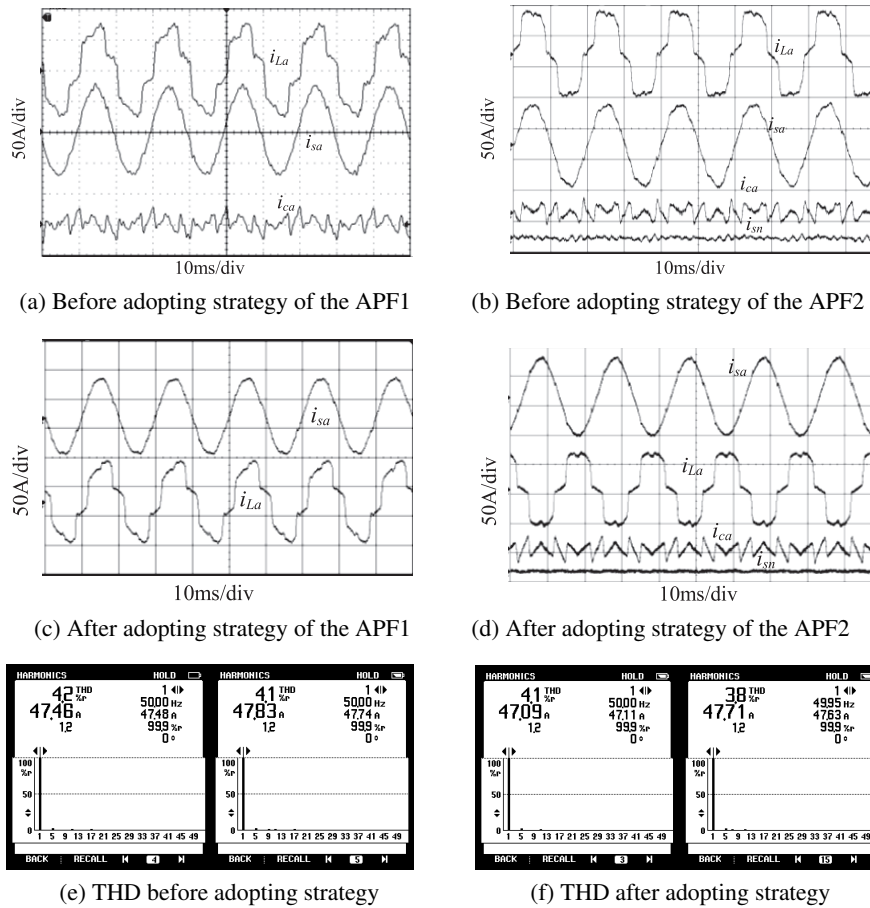 50A/div
i_La
i_sa
i_ca
10ms/div
(a) Before adopting strategy of the APF1
50A/div
i_La
i_sa
i_ca
i_sn
10ms/div
(b) Before adopting strategy of the APF2
50A/div
i_sa
i_La
10ms/div
(c) After adopting strategy of the APF1
50A/div
i_sa
i_La
i_ca
i_sn
10ms/div
(d) After adopting strategy of the APF2
HARMONICS HOLD
4.2 THD %r 1
47.46 A 50.00 Hz
47.48 A
1.2 99.9 %r
0 °
100
%r
50
0
1 5 9 13 17 21 25 29 33 37 41 45 49
BACK RECALL 4
HARMONICS HOLD
4.1 THD %r 1
47.83 A 50.00 Hz
47.74 A
1.2 99.9 %r
0 °
100
%r
50
0
1 5 9 13 17 21 25 29 33 37 41 45 49
BACK RECALL 5
(e) THD before adopting strategy
HARMONICS HOLD
4.1 THD %r 1
47.09 A 50.00 Hz
47.11 A
1.2 99.9 %r
0 °
100
%r
50
0
1 5 9 13 17 21 25 29 33 37 41 45 49
BACK RECALL 3
HARMONICS HOLD
3.8 THD %r 1
47.71 A 49.95 Hz
47.63 A
1.2 99.9 %r
0 °
100
%r
50
0
1 5 9 13 17 21 25 29 33 37 41 45 49
BACK RECALL 15
(f) THD after adopting strategy